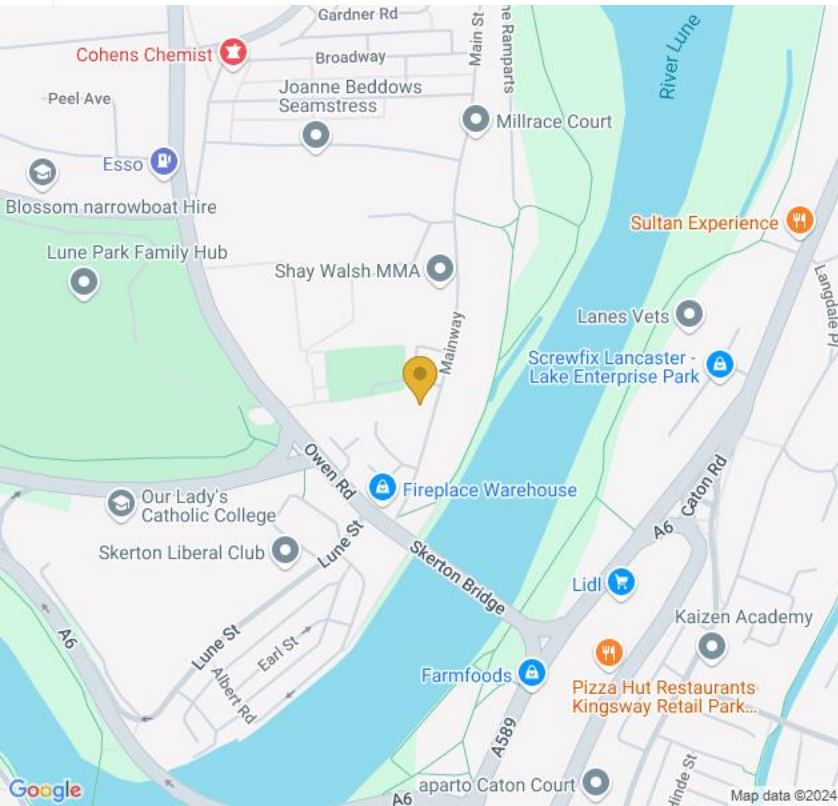 Gardner Rd
Main St
The Ramparts
River Lune
Cohens Chemist
Broadway
Peel Ave
Joanne Beddows
Seamstress
Millrace Court
Esso
Blossom narrowboat Hire
Sultan Experience
Lune Park Family Hub
Shay Walsh MMA
Langdale Pl
Lanes Vets
Mainway
Screwfix Lancaster -
Lake Enterprise Park
Owen Rd
Fireplace Warehouse
Caton Rd
Our Lady's
Catholic College
A6
Skerton Liberal Club
Lune St
Skerton Bridge
Lidl
Kaizen Academy
A6
Lune St
Earl St
Albert Rd
Farmfoods
Pizza Hut Restaurants
Kingsway Retail Park...
A589
aparto Caton Court
A6
Google
Map data ©2024